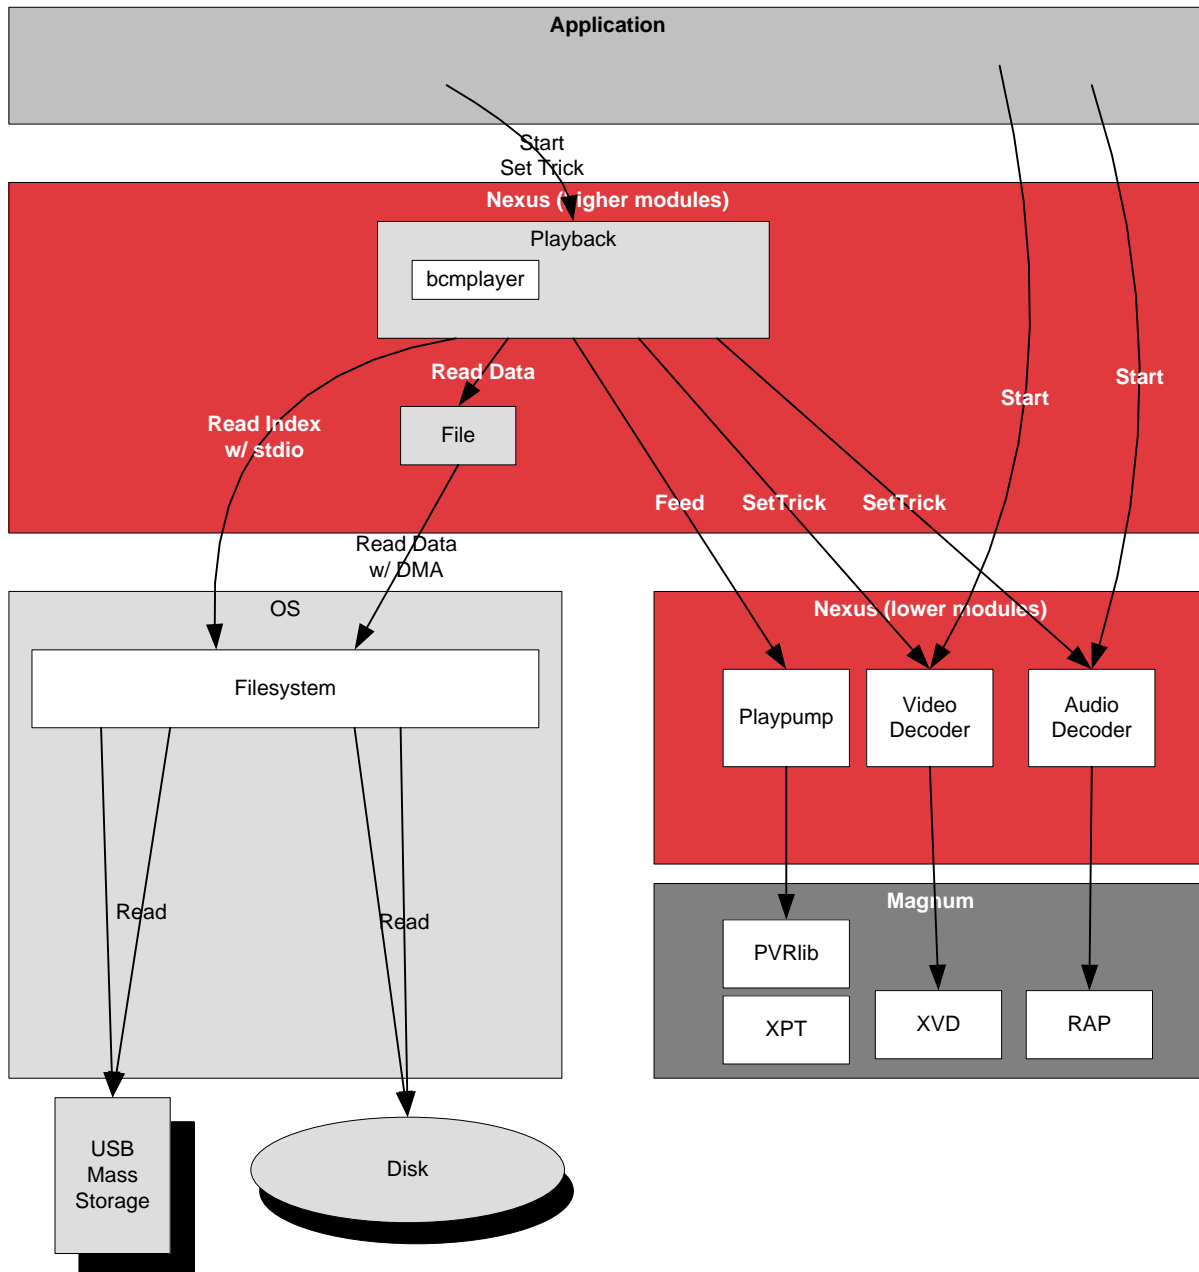 Application
Start
Set Trick
Nexus (higher modules)
Playback
bcmplayer
Read Data
Read Index
w/ stdio
File
Start
Start
Feed
SetTrick
SetTrick
Read Data
w/ DMA
OS
Filesystem
Read
Read
Nexus (lower modules)
Playpump
Video
Decoder
Audio
Decoder
Magnum
PVRlib
XPT
XVD
RAP
USB
Mass
Storage
Disk